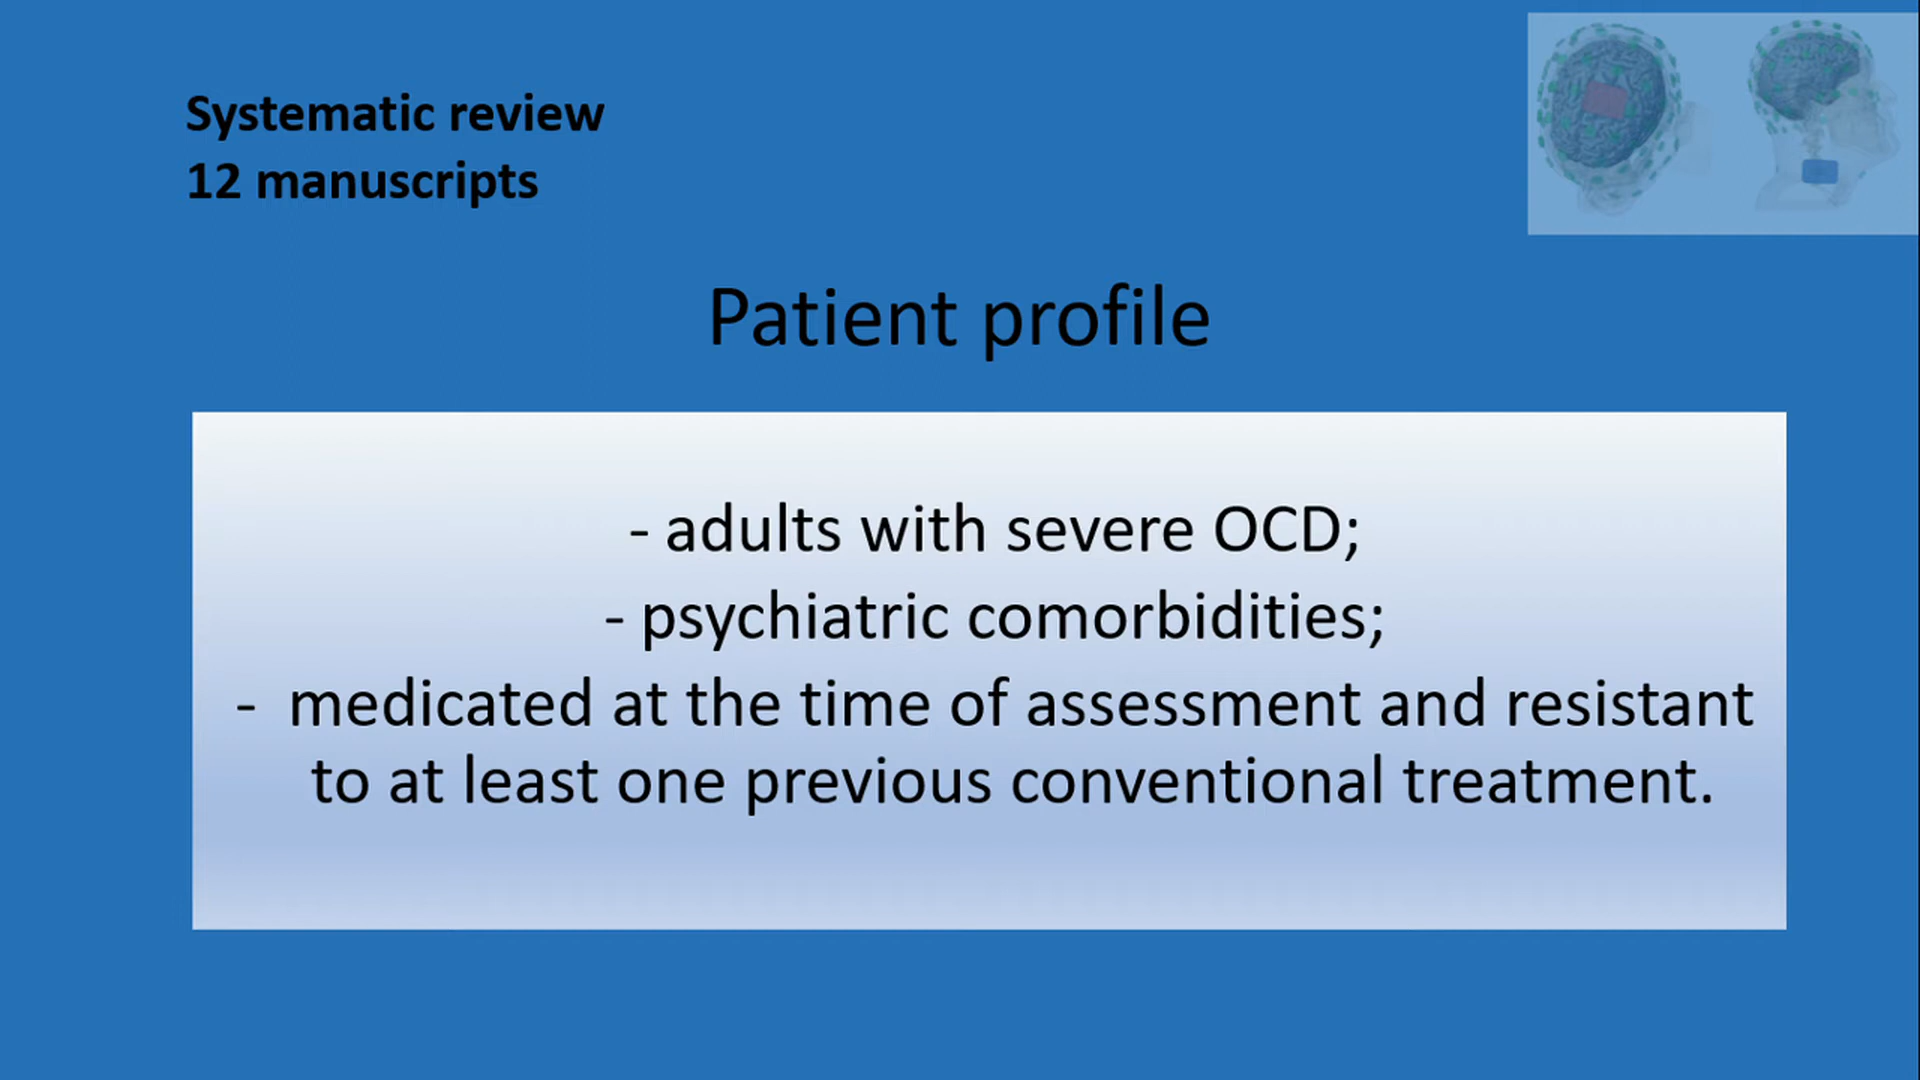 Systematic review
12 manuscripts
Patient profile
- adults with severe OCD;
- psychiatric comorbidities;
- medicated at the time of assessment and resistant
to at least one previous conventional treatment.